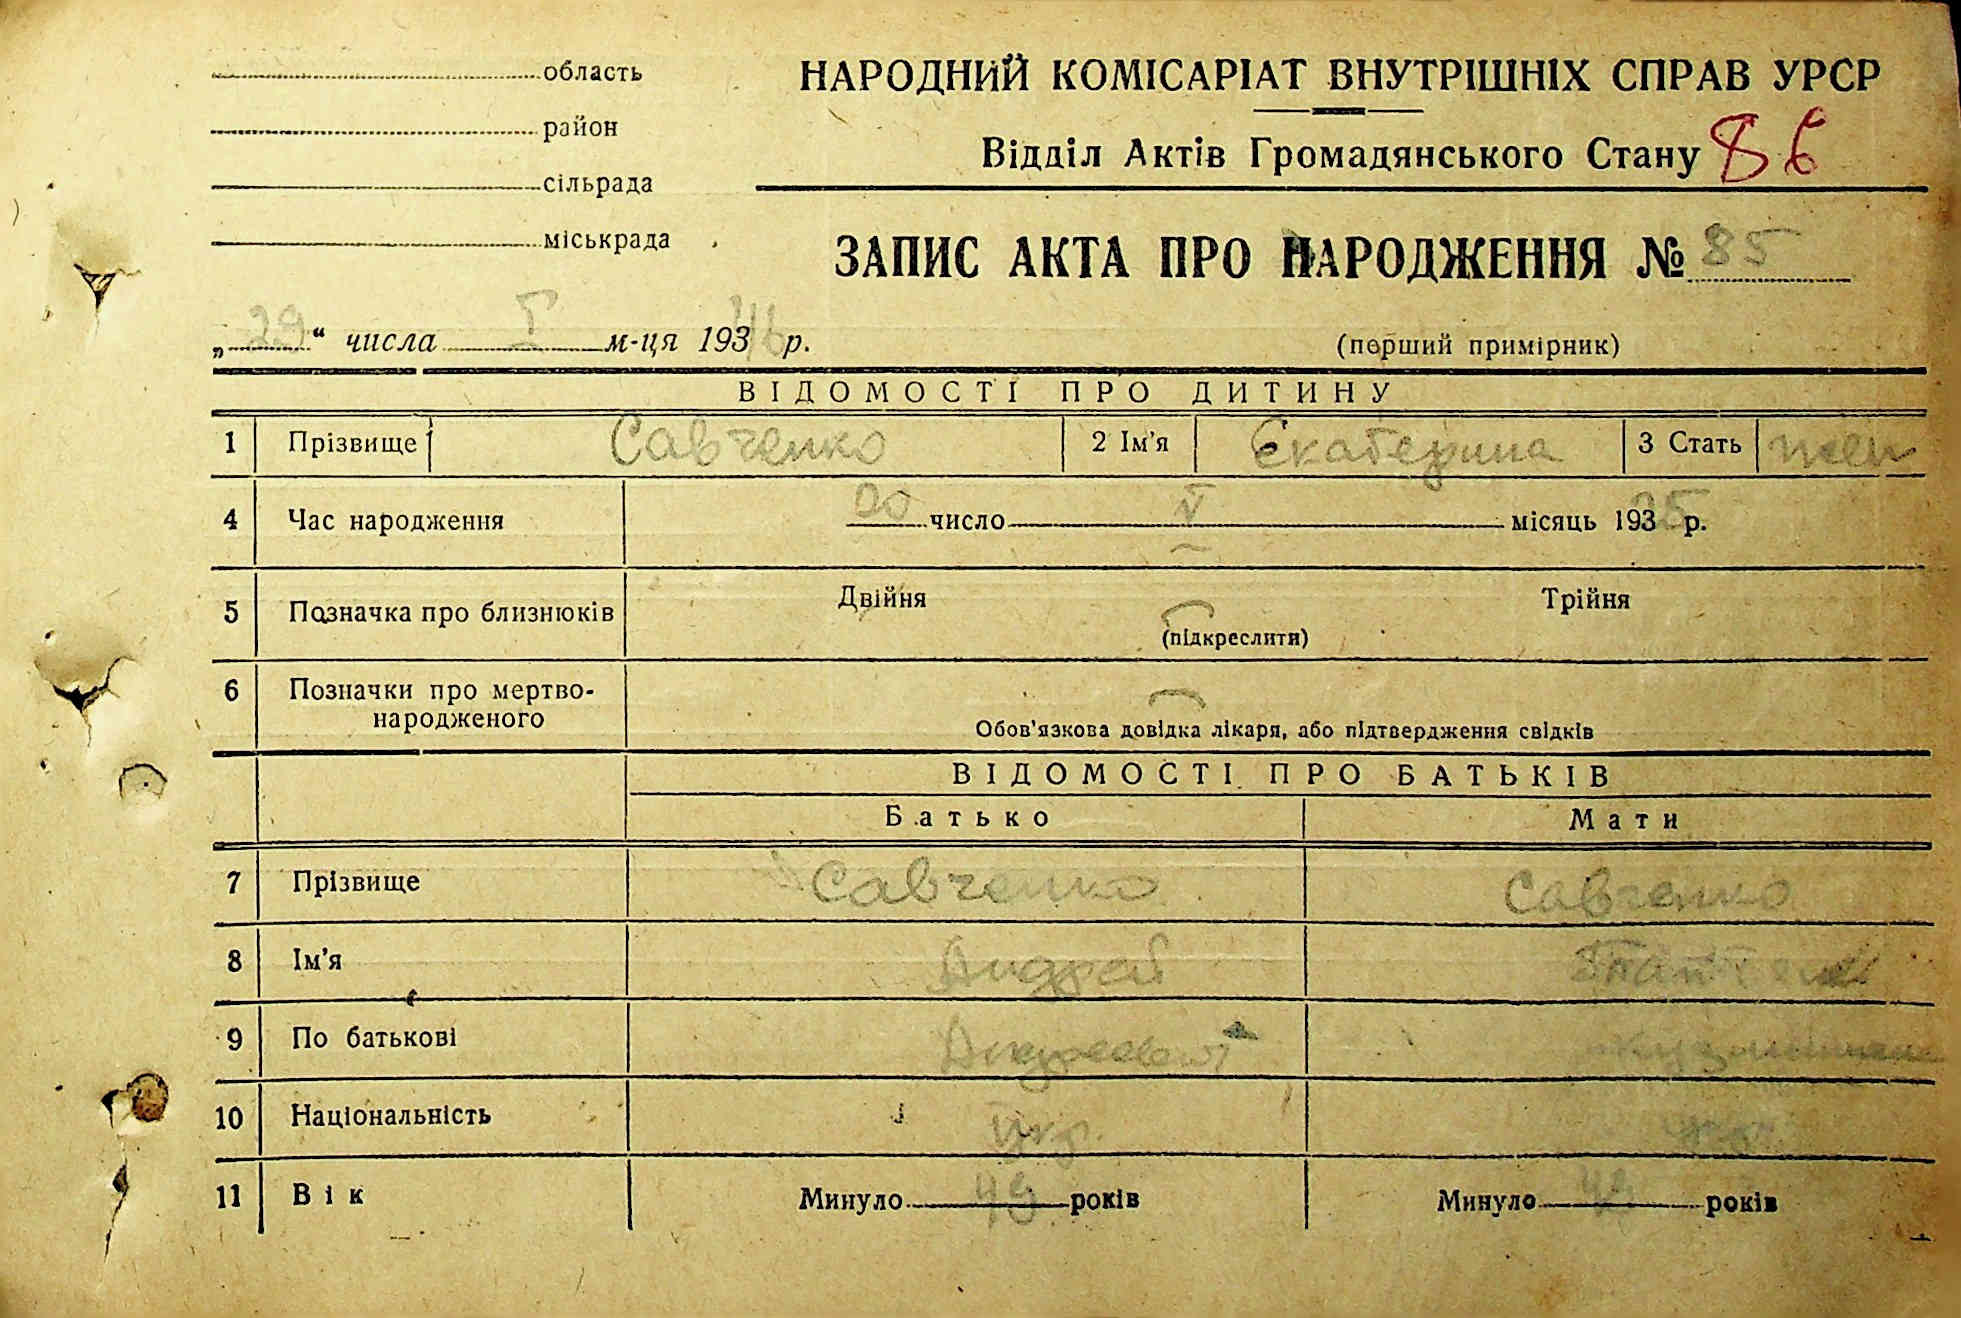 область
район
сільрада
міськрада
НАРОДНИЙ КОМІСАРІАТ ВНУТРІШНІХ СПРАВ УРСР
Відділ Актів Громадянського Стану 86
ЗАПИС АКТА ПРО НАРОДЖЕННЯ № 85
„29“ числа I м-ця 1936 р.
(перший примірник)
ВІДОМОСТІ ПРО ДИТИНУ
1 Прізвище Савченко 2 Ім'я Екатерина 3 Стать жен
4 Час народження 20 число V місяць 1935 р.
5 Позначка про близнюків Двійня Трійня
(підкреслити)
6 Позначки про мертво-
народженого
Обов'язкова довідка лікаря, або підтвердження свідків
ВІДОМОСТІ ПРО БАТЬКІВ
Батько Мати
7 Прізвище Савченко Савченко
8 Ім'я Андрей
9 По батькові Андреевич
10 Національність Укр. Укр.
11 Вік Минуло 49 років Минуло років